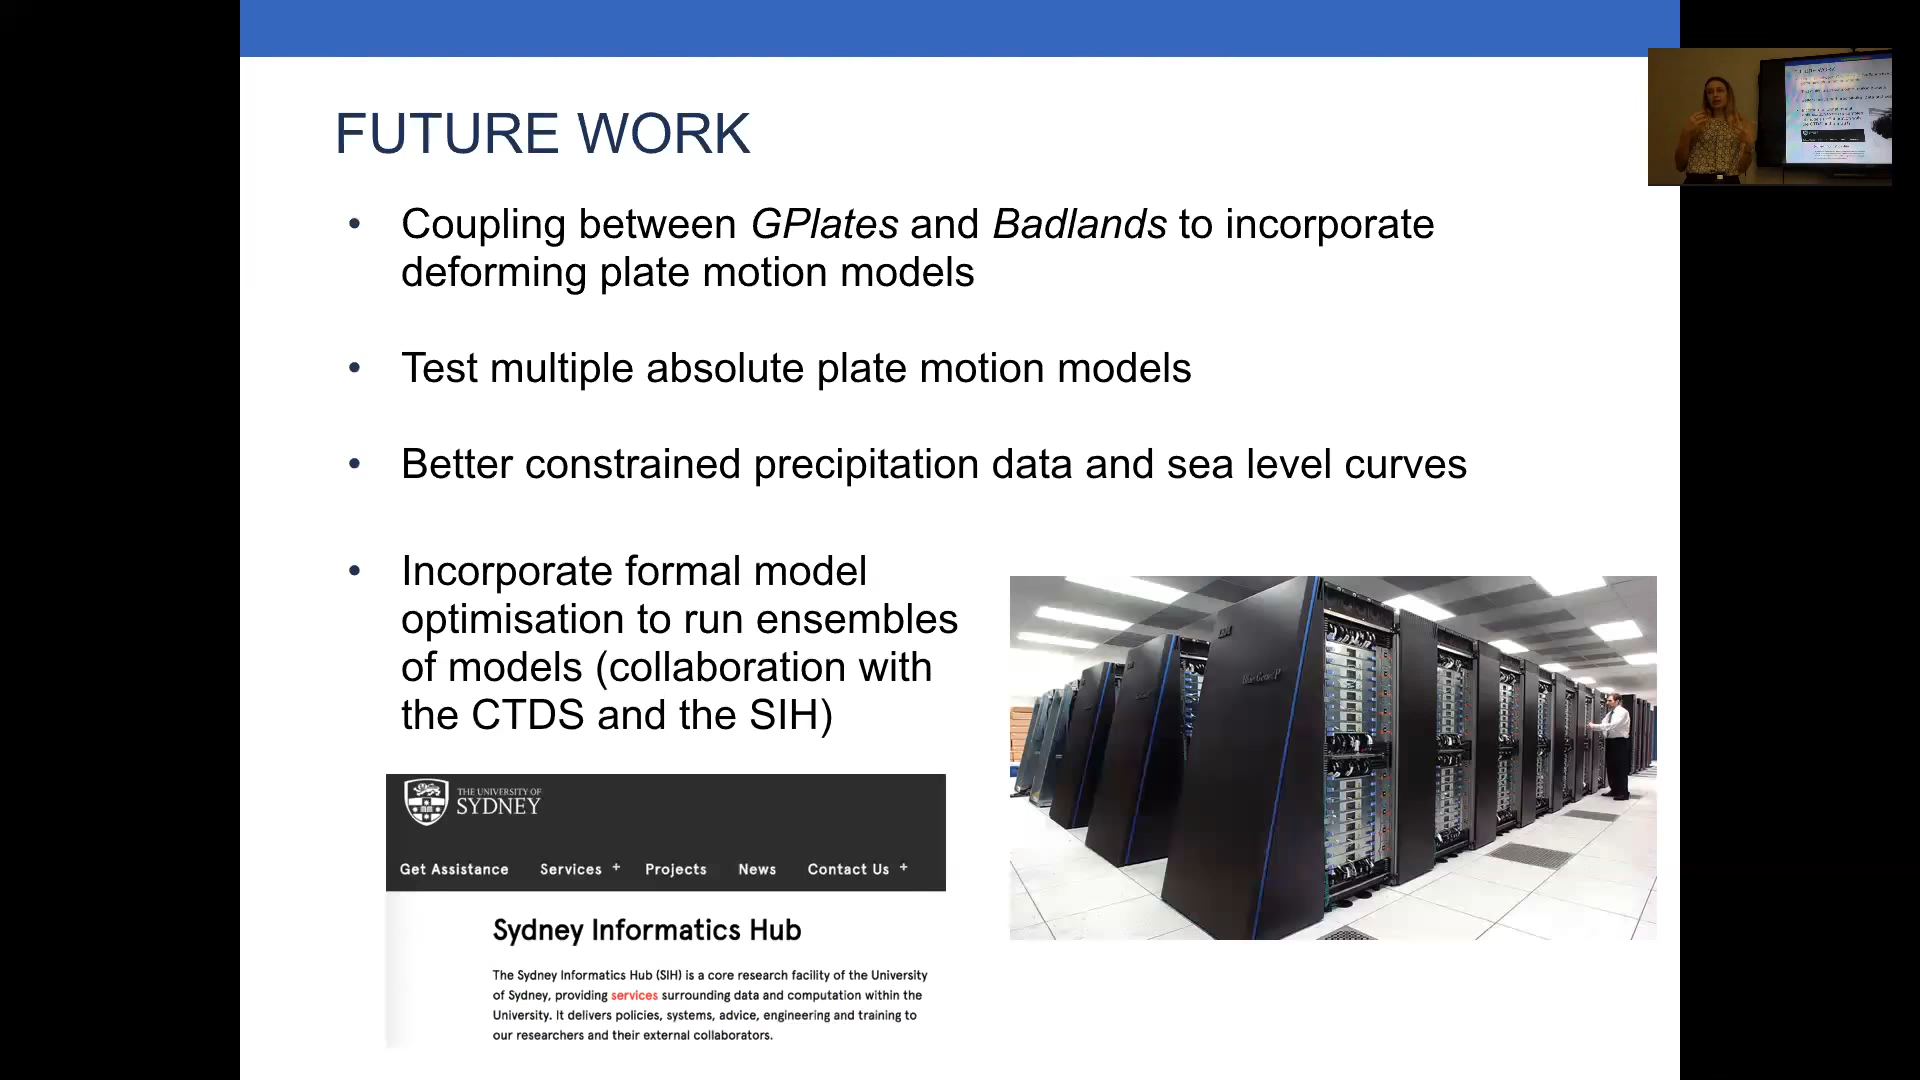 FUTURE WORK
• Coupling between GPlates and Badlands to incorporate
deforming plate motion models
• Test multiple absolute plate motion models
• Better constrained precipitation data and sea level curves
• Incorporate formal model
optimisation to run ensembles
of models (collaboration with
the CTDS and the SIH)
THE UNIVERSITY OF
SYDNEY
Get Assistance Services + Projects News Contact Us +
Sydney Informatics Hub
The Sydney Informatics Hub (SIH) is a core research facility of the University
of Sydney, providing services surrounding data and computation within the
University. It delivers policies, systems, advice, engineering and training to
our researchers and their external collaborators.
IBM
Blue Gene/P